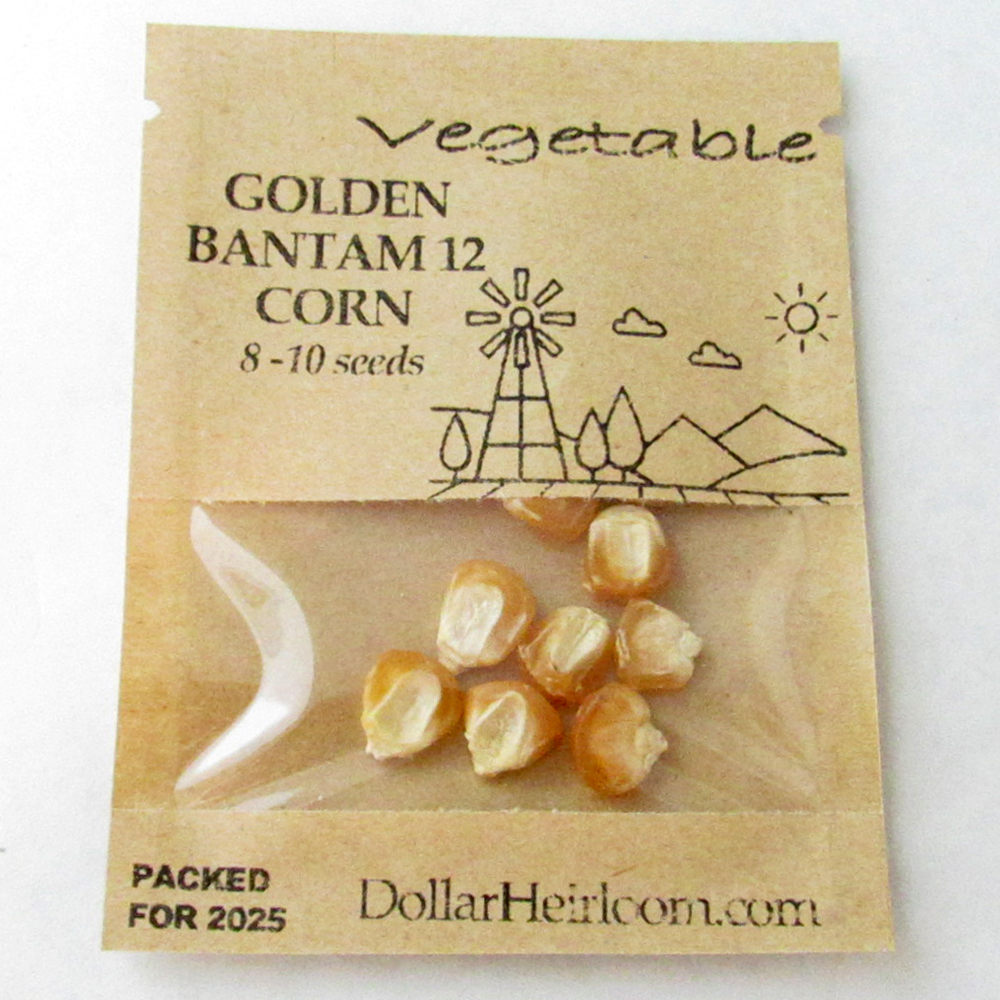 Vegetable
GOLDEN
BANTAM 12
CORN
8-10 seeds
PACKED
FOR 2025
DollarHeirloom.com